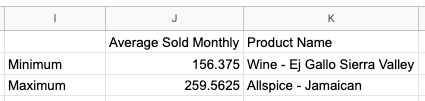 I J K
Average Sold Monthly Product Name
Minimum 156.375 Wine - Ej Gallo Sierra Valley
Maximum 259.5625 Allspice - Jamaican